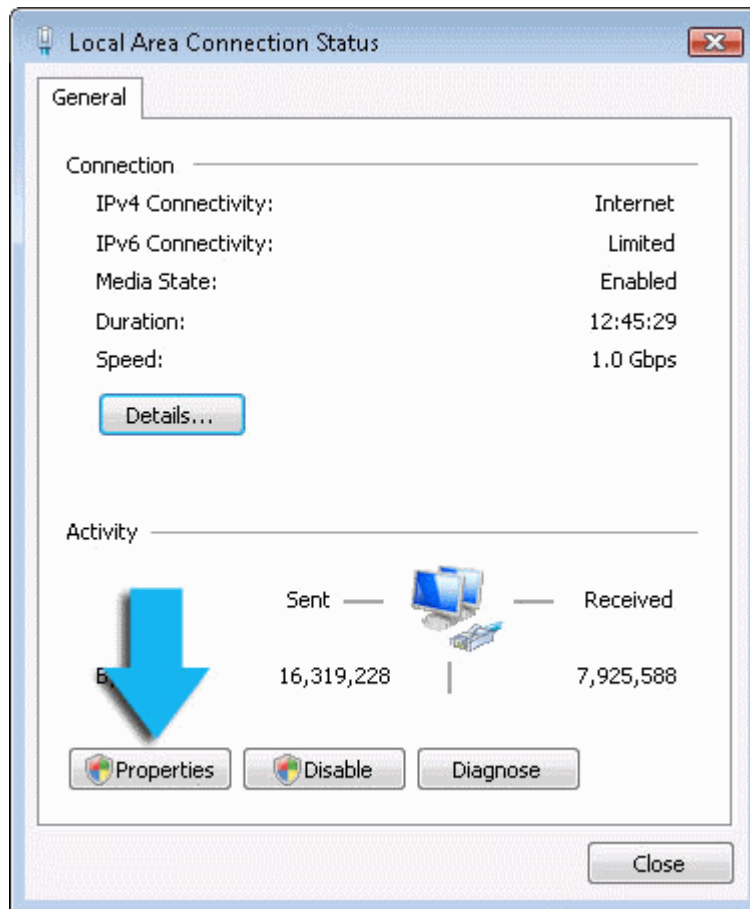 Local Area Connection Status
General
Connection
IPv4 Connectivity: Internet
IPv6 Connectivity: Limited
Media State: Enabled
Duration: 12:45:29
Speed: 1.0 Gbps
Details...
Activity
Sent Received
16,319,228 7,925,588
Properties Disable Diagnose
Close